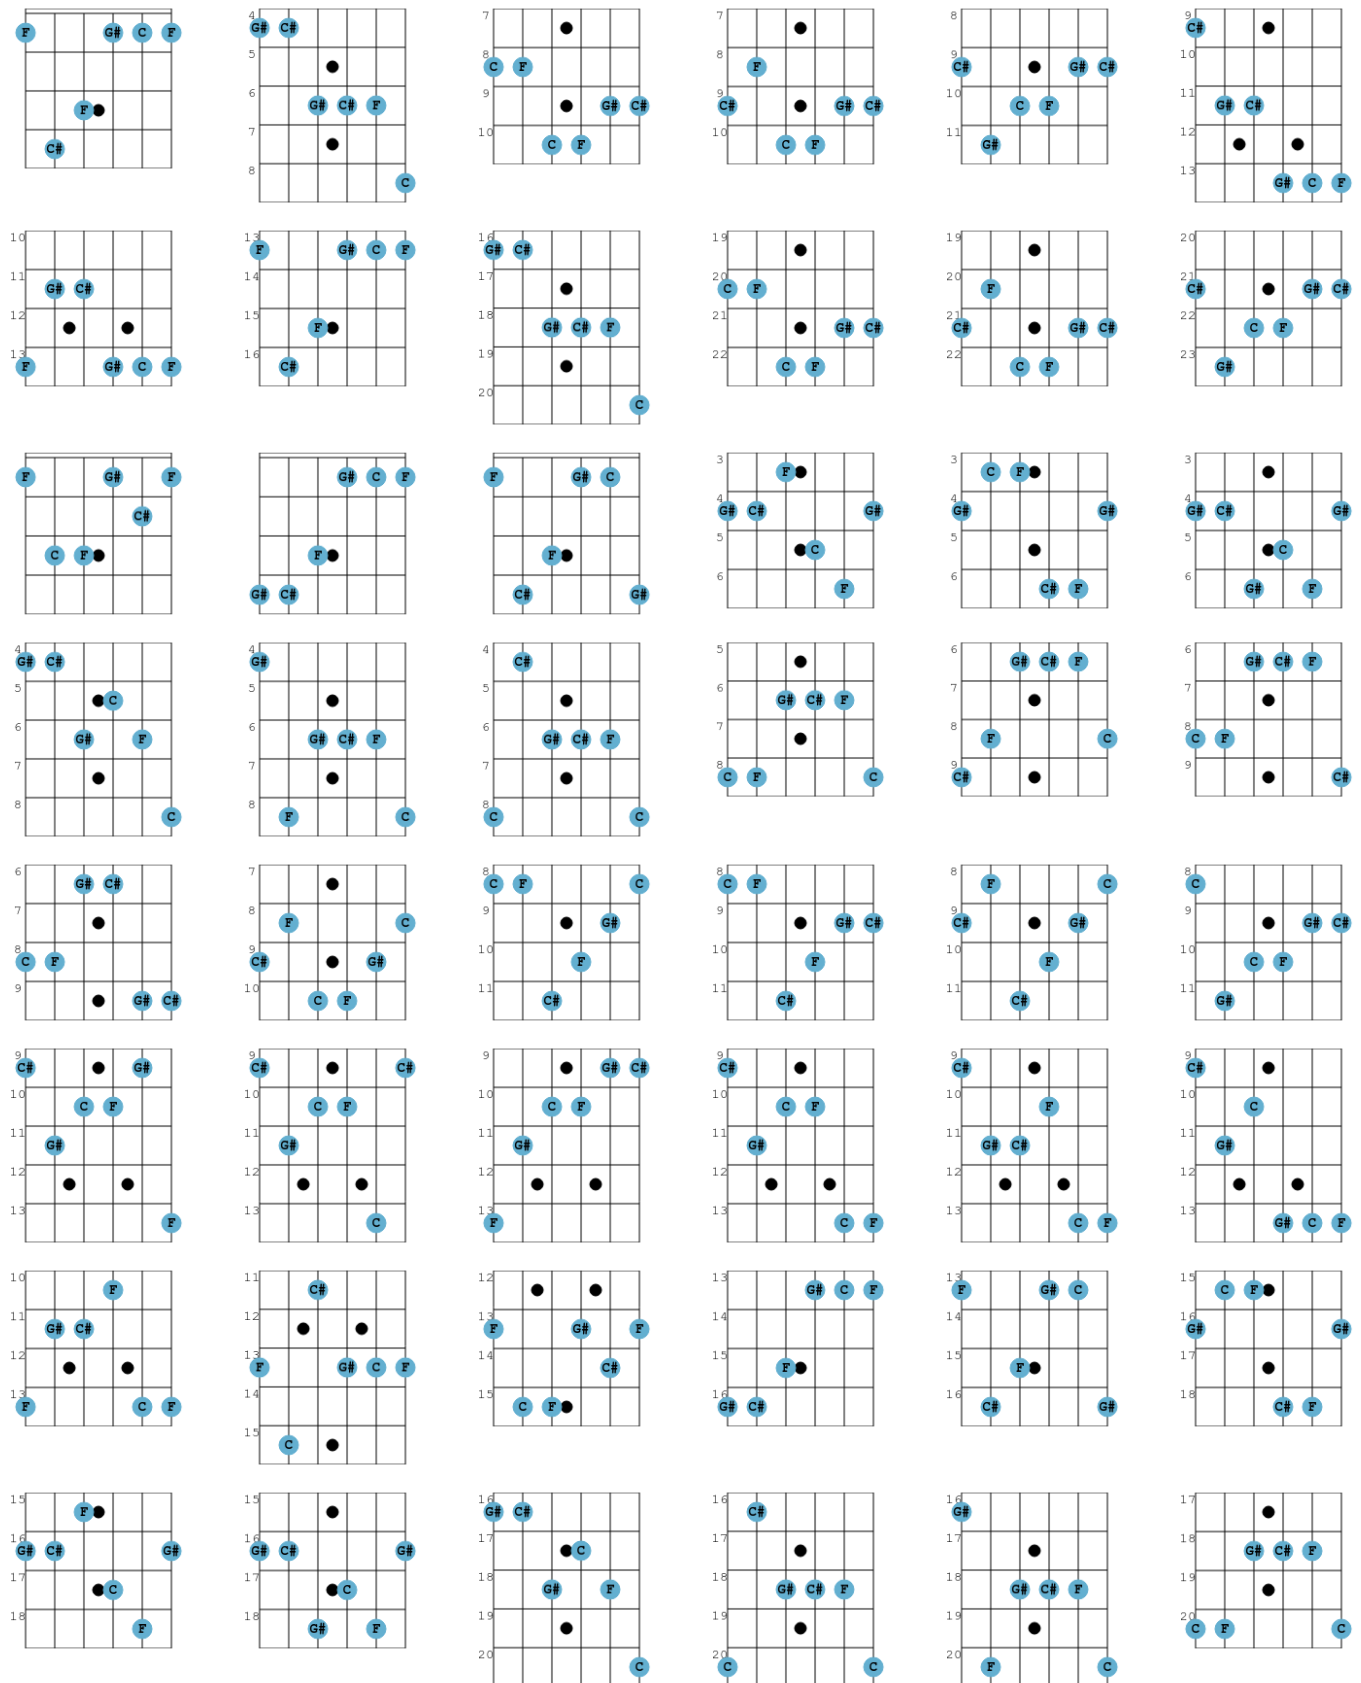 F G# C F
F
C#
4 G# C#
5
6 G# C# F
7
8 C
7
8 C F
9 G# C#
10 C F
7
8 F
9 C# G# C#
10 C F
8
9 C# G# C#
10 C F
11 G#
9 C#
10
11 G# C#
12
13 G# C F
10
11 G# C#
12
13 F G# C F
13 F G# C F
14
15 F
16 C#
16 G# C#
17
18 G# C# F
19
20 C
19
20 C F
21 G# C#
22 C F
19
20 F
21 C# G# C#
22 C F
20
21 C# G# C#
22 C F
23 G#
F G# F
C#
C F
G# C F
F
G# C#
F G# C
F
C# G#
3 F
4 G# C# G#
5 C
6 F
3 C F
4 G# G#
5
6 C# F
3
4 G# C# G#
5 C
6 G# F
4 G# C#
5 C
6 G# F
7
8 C
4 G#
5
6 G# C# F
7
8 F C
4 C#
5
6 G# C# F
7
8 C C
5
6 G# C# F
7
8 C F C
6 G# C# F
7
8 F C
9 C#
6 G# C# F
7
8 C F
9 C#
6 G# C#
7
8 C F
9 G# C#
7
8 F C
9 C# G#
10 C F
8 C F C
9 G#
10 F
11 C#
8 C F
9 G# C#
10 F
11 C#
8 F C
9 C# G#
10 F
11 C#
8 C
9 G# C#
10 C F
11 G#
9 C# G#
10 C F
11 G#
12
13 F
9 C# C#
10 C F
11 G#
12
13 C
9 G# C#
10 C F
11 G#
12
13 F
9 C#
10 C F
11 G#
12
13 C F
9 C#
10 F
11 G# C#
12
13 C F
9 C#
10 C
11 G#
12
13 G# C F
10 F
11 G# C#
12
13 F C F
11 C#
12
13 F G# C F
14
15 C
12
13 F G# F
14 C#
15 C F
13 G# C F
14
15 F
16 G# C#
13 F G# C
14
15 F
16 C# G#
15 C F
16 G# G#
17
18 C# F
15 F
16 G# C# G#
17 C
18 F
15
16 G# C# G#
17 C
18 G# F
16 G# C#
17 C
18 G# F
19
20 C
16 C#
17
18 G# C# F
19
20 C C
16 G#
17
18 G# C# F
19
20 F C
17
18 G# C# F
19
20 C F C